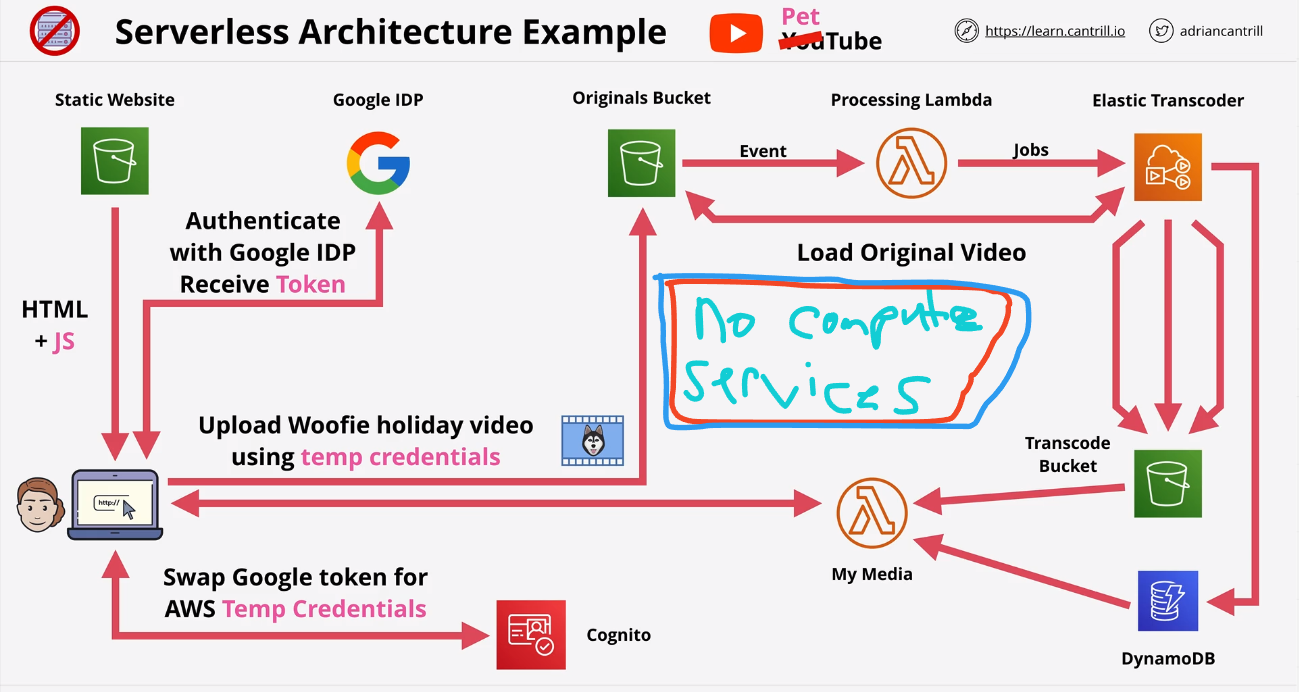 Serverless Architecture Example
Pet
YouTube
https://learn.cantrill.io
adriancantrill
Static Website
Google IDP
Originals Bucket
Processing Lambda
Elastic Transcoder
Event
Jobs
Authenticate
with Google IDP
Receive Token
Load Original Video
HTML
+ JS
No compute
services
Upload Woofie holiday video
using temp credentials
Transcode
Bucket
http://
My Media
Swap Google token for
AWS Temp Credentials
Cognito
DynamoDB